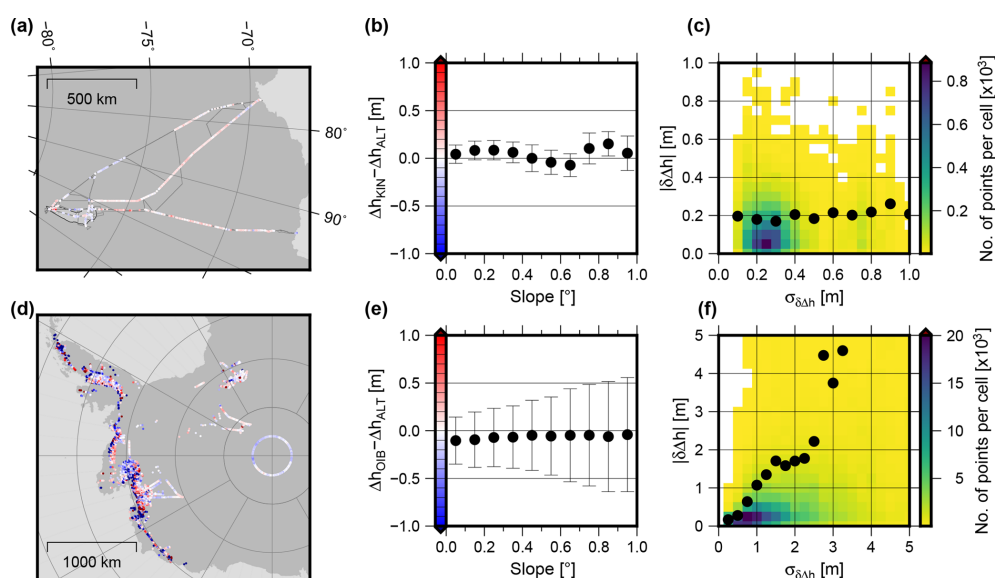 (a)
−80°
−75°
−70°
500 km
80°
90°
(b)
1.0
0.5
0.0
−0.5
−1.0
ΔhKIN−ΔhALT [m]
0.0 0.2 0.4 0.6 0.8 1.0
Slope [°]
(c)
1.0
0.8
0.6
0.4
0.2
0.0
|δΔh| [m]
0.0 0.2 0.4 0.6 0.8 1.0
σδΔh [m]
0.8
0.6
0.4
0.2
No. of points per cell [x10³]
(d)
1000 km
(e)
1.0
0.5
0.0
−0.5
−1.0
ΔhOIB−ΔhALT [m]
0.0 0.2 0.4 0.6 0.8 1.0
Slope [°]
(f)
5
4
3
2
1
0
|δΔh| [m]
0 1 2 3 4 5
σδΔh [m]
20
15
10
5
No. of points per cell [x10³]